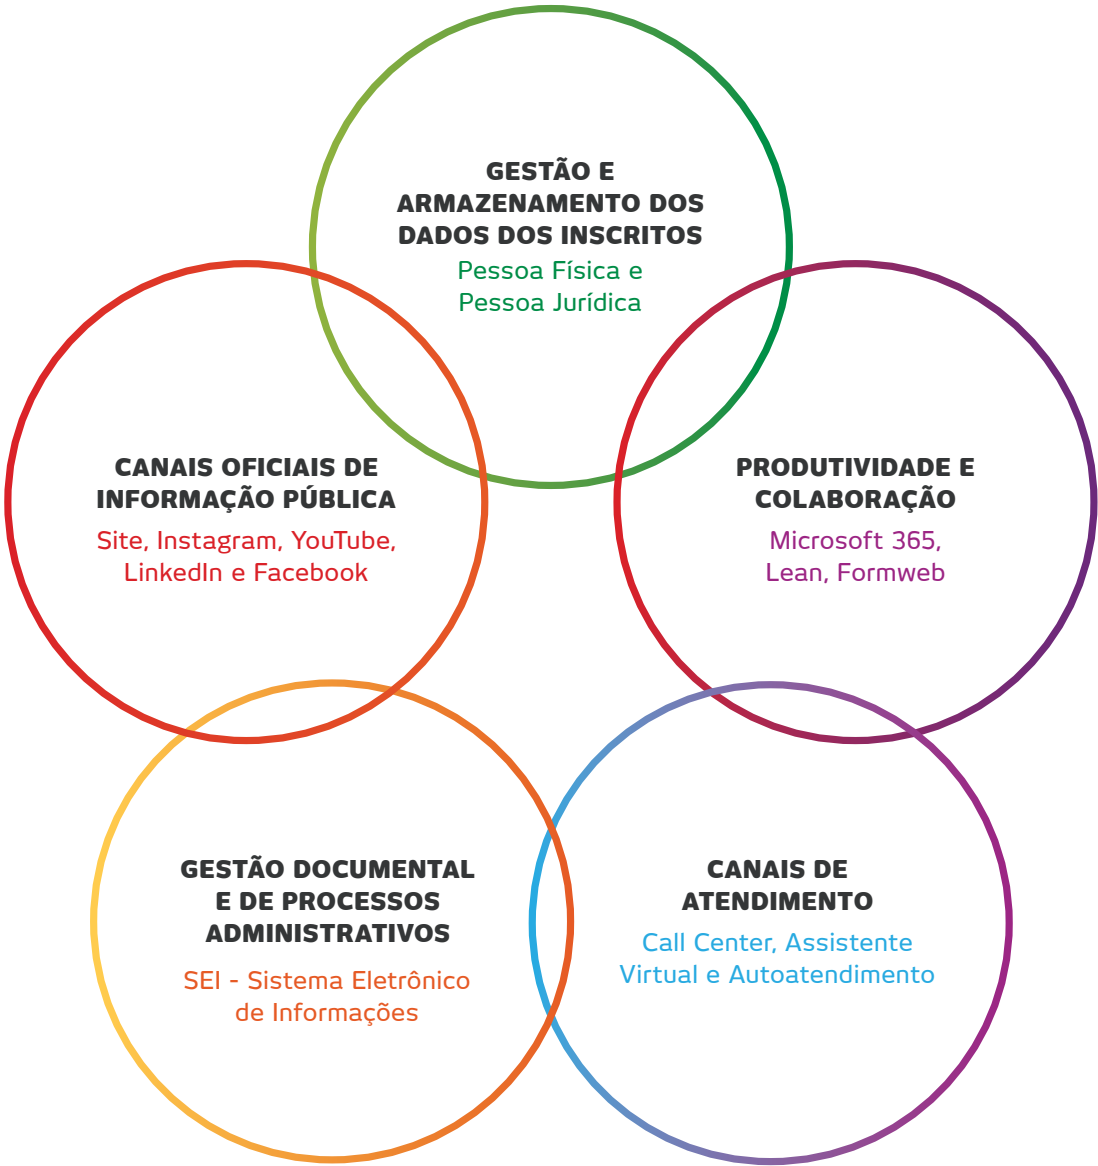 GESTÃO E
ARMAZENAMENTO DOS
DADOS DOS INSCRITOS
Pessoa Física e
Pessoa Jurídica
CANAIS OFICIAIS DE
INFORMAÇÃO PÚBLICA
Site, Instagram, YouTube,
LinkedIn e Facebook
PRODUTIVIDADE E
COLABORAÇÃO
Microsoft 365,
Lean, Formweb
GESTÃO DOCUMENTAL
E DE PROCESSOS
ADMINISTRATIVOS
SEI - Sistema Eletrônico
de Informações
CANAIS DE
ATENDIMENTO
Call Center, Assistente
Virtual e Autoatendimento